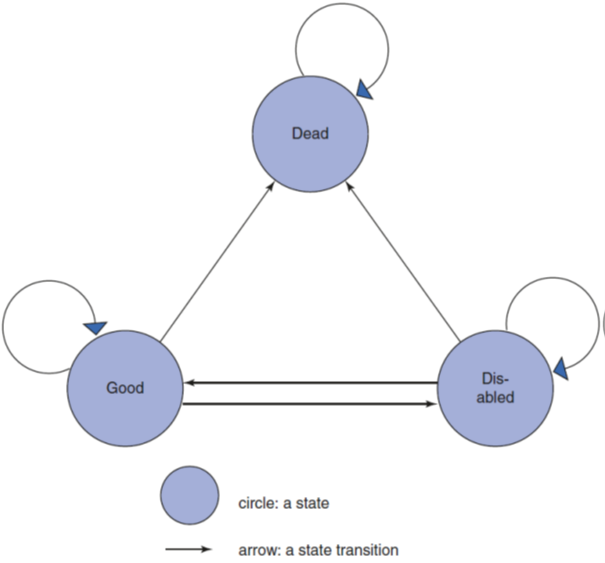 Dead
Good
Dis-
abled
circle: a state
arrow: a state transition